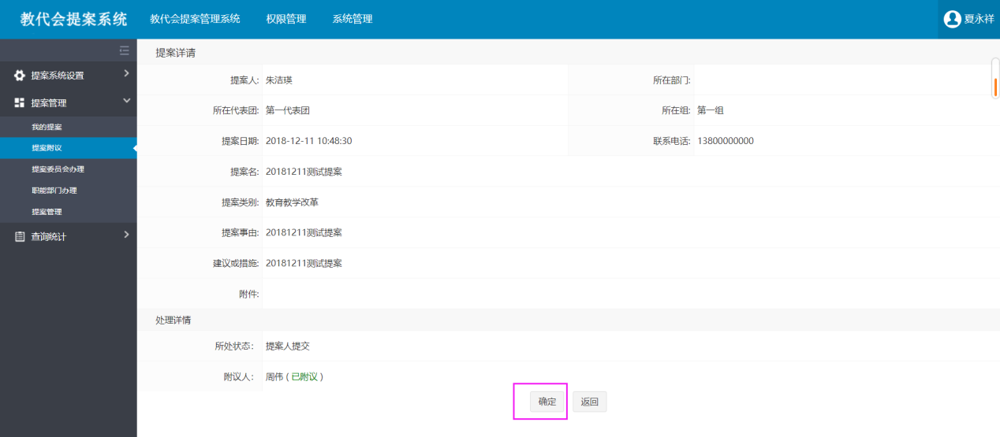 教代会提案系统 教代会提案管理系统 权限管理 系统管理 夏永祥
提案系统设置
提案管理
我的提案
提案附议
提案委员会办理
职能部门办理
提案管理
查询统计
提案详请
提案人: 朱洁瑛 所在部门:
所在代表团: 第一代表团 所在组: 第一组
提案日期: 2018-12-11 10:48:30 联系电话: 13800000000
提案名: 20181211测试提案
提案类别: 教育教学改革
提案事由: 20181211测试提案
建议或措施: 20181211测试提案
附件:
处理详情
所处状态: 提案人提交
附议人: 周伟 ( 已附议 )
确定 返回